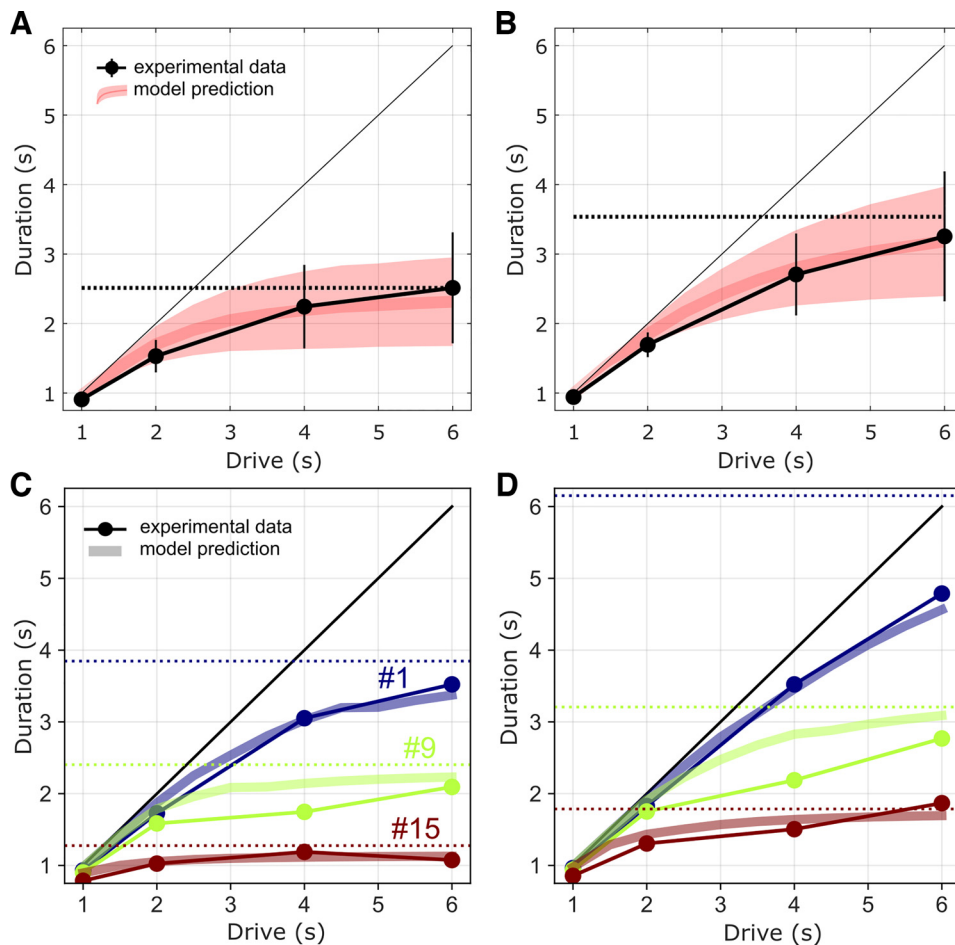 A
B
experimental data
model prediction
Duration (s)
6
5
4
3
2
1
1 2 3 4 5 6
Drive (s)
Duration (s)
6
5
4
3
2
1
1 2 3 4 5 6
Drive (s)
C
D
experimental data
model prediction
#1
#9
#15
Duration (s)
6
5
4
3
2
1
1 2 3 4 5 6
Drive (s)
Duration (s)
6
5
4
3
2
1
1 2 3 4 5 6
Drive (s)